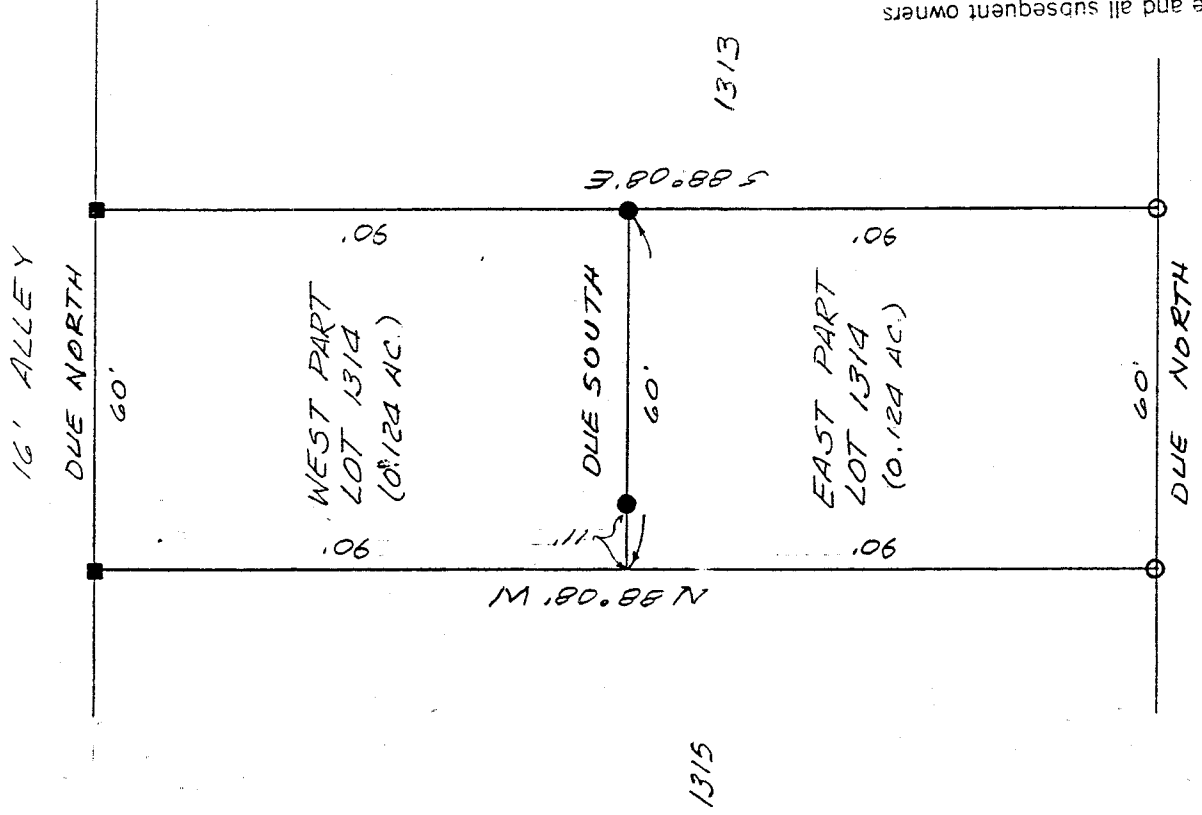 16' ALLEY
DUE NORTH
60'
90'
S 88°08' E
90'
1313
WEST PART
LOT 1314
(0.124 AC.)
DUE SOUTH
60'
EAST PART
LOT 1314
(0.124 AC.)
90'
11'
90'
N 88°08' W
60'
DUE NORTH
1315
and all subsequent owners